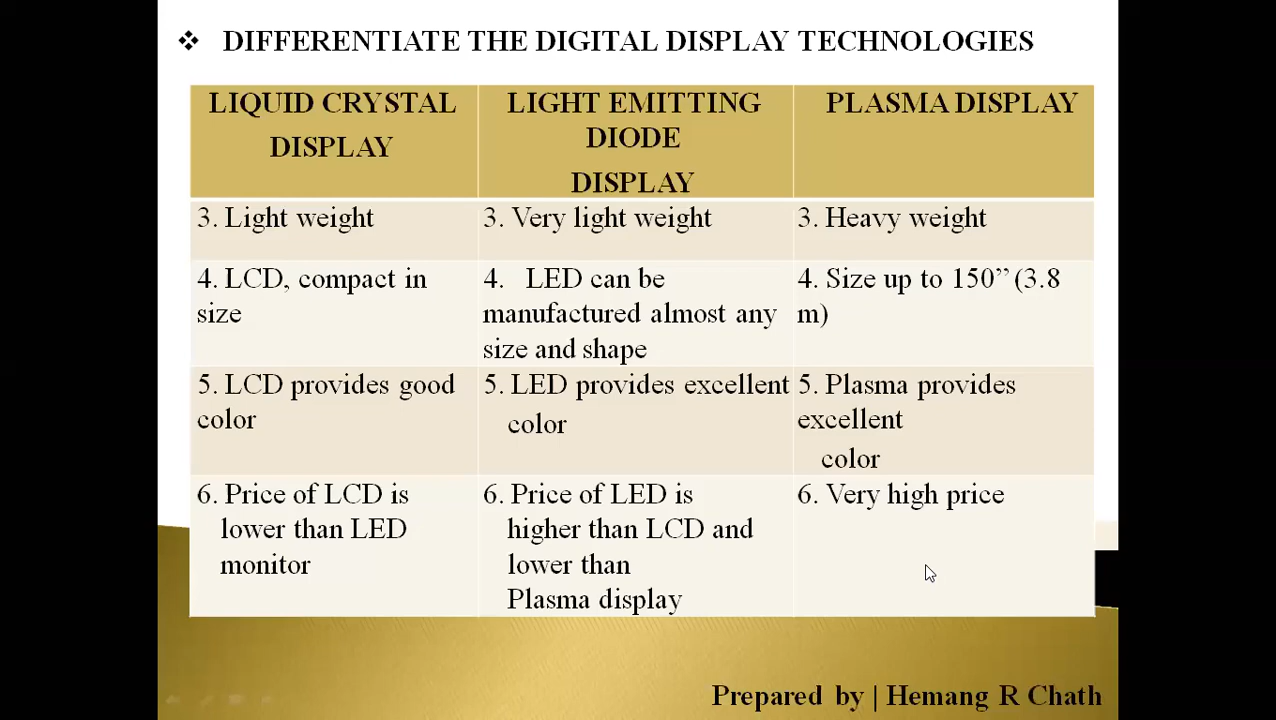 ❖ DIFFERENTIATE THE DIGITAL DISPLAY TECHNOLOGIES
LIQUID CRYSTAL
DISPLAY
LIGHT EMITTING
DIODE
DISPLAY
PLASMA DISPLAY
3. Light weight
3. Very light weight
3. Heavy weight
4. LCD, compact in
size
4. LED can be
manufactured almost any
size and shape
4. Size up to 150” (3.8
m)
5. LCD provides good
color
5. LED provides excellent
color
5. Plasma provides
excellent
color
6. Price of LCD is
lower than LED
monitor
6. Price of LED is
higher than LCD and
lower than
Plasma display
6. Very high price
Prepared by | Hemang R Chath